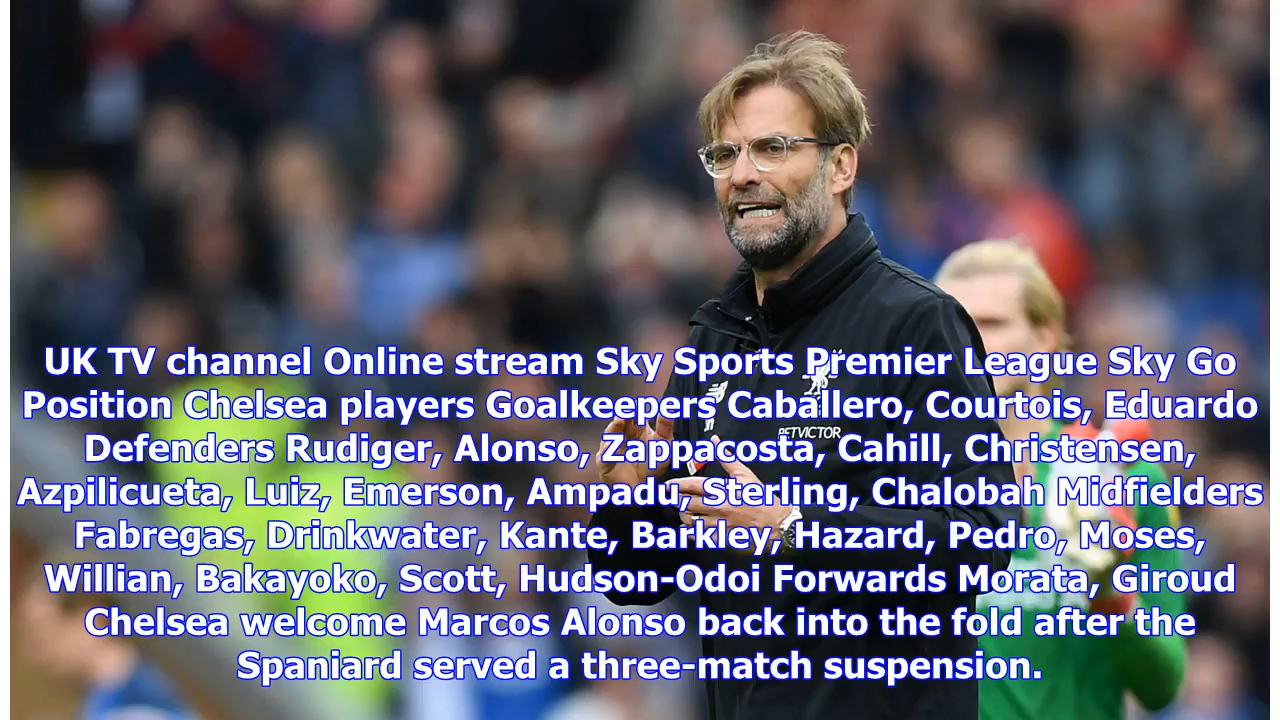 UK TV channel Online stream Sky Sports Premier League Sky Go
Position Chelsea players Goalkeepers Caballero, Courtois, Eduardo
Defenders Rudiger, Alonso, Zappacosta, Cahill, Christensen,
Azpilicueta, Luiz, Emerson, Ampadu, Sterling, Chalobah Midfielders
Fabregas, Drinkwater, Kante, Barkley, Hazard, Pedro, Moses,
Willian, Bakayoko, Scott, Hudson-Odoi Forwards Morata, Giroud
Chelsea welcome Marcos Alonso back into the fold after the
Spaniard served a three-match suspension.
BETVICTOR